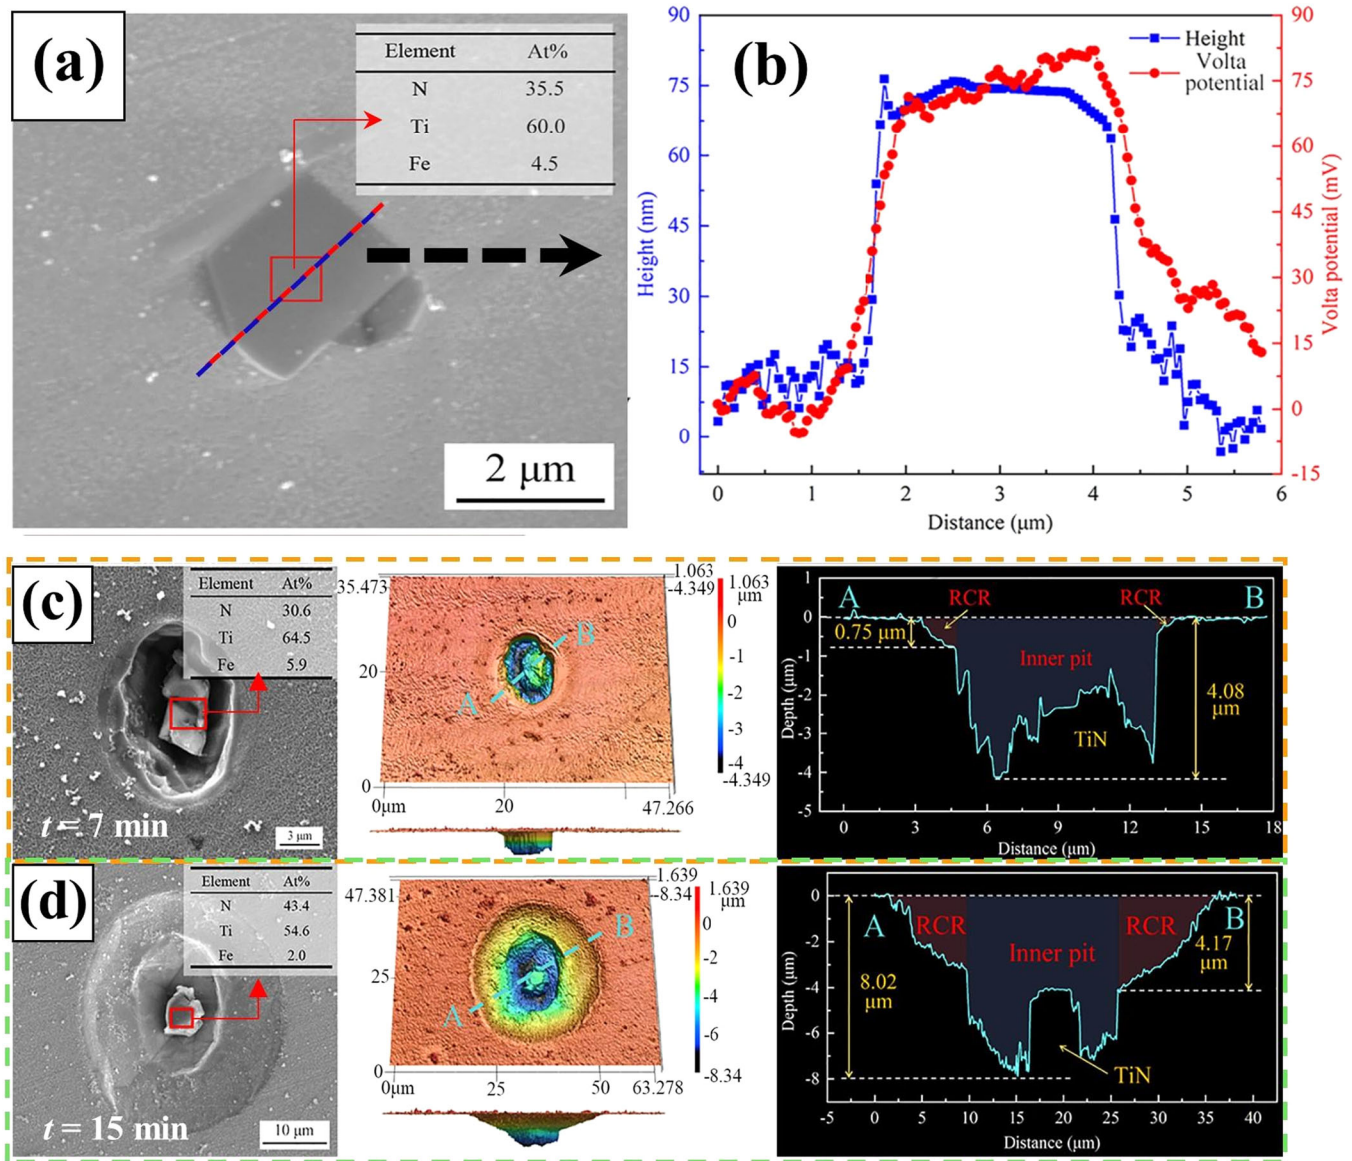 (a)
Element At%
N 35.5
Ti 60.0
Fe 4.5
2 μm
(b)
Height
Volta potential
90
75
60
45
30
15
0
Height (nm)
90
75
60
45
30
15
0
-15
Volta potential (mV)
0 1 2 3 4 5 6
Distance (μm)
(c)
Element At%
N 30.6
Ti 64.5
Fe 5.9
t = 7 min
3 μm
35.473
20
0
0μm 20 47.266
1.063
-4.349
A
B
1.063
μm
0
-1
-2
-3
-4
-4.349
1
0
-1
-2
-3
-4
-5
Depth (μm)
A
RCR
RCR
B
0.75 μm
Inner pit
4.08
μm
TiN
0 3 6 9 12 15 18
Distance (μm)
(d)
Element At%
N 43.4
Ti 54.6
Fe 2.0
t = 15 min
10 μm
47.381
25
0
0μm 25 50 63.278
1.639
-8.34
A
B
1.639
μm
0
-2
-4
-6
-8.34
0
-2
-4
-6
-8
Depth (μm)
A
RCR
RCR
B
Inner pit
4.17
μm
8.02
μm
TiN
-5 0 5 10 15 20 25 30 35 40
Distance (μm)